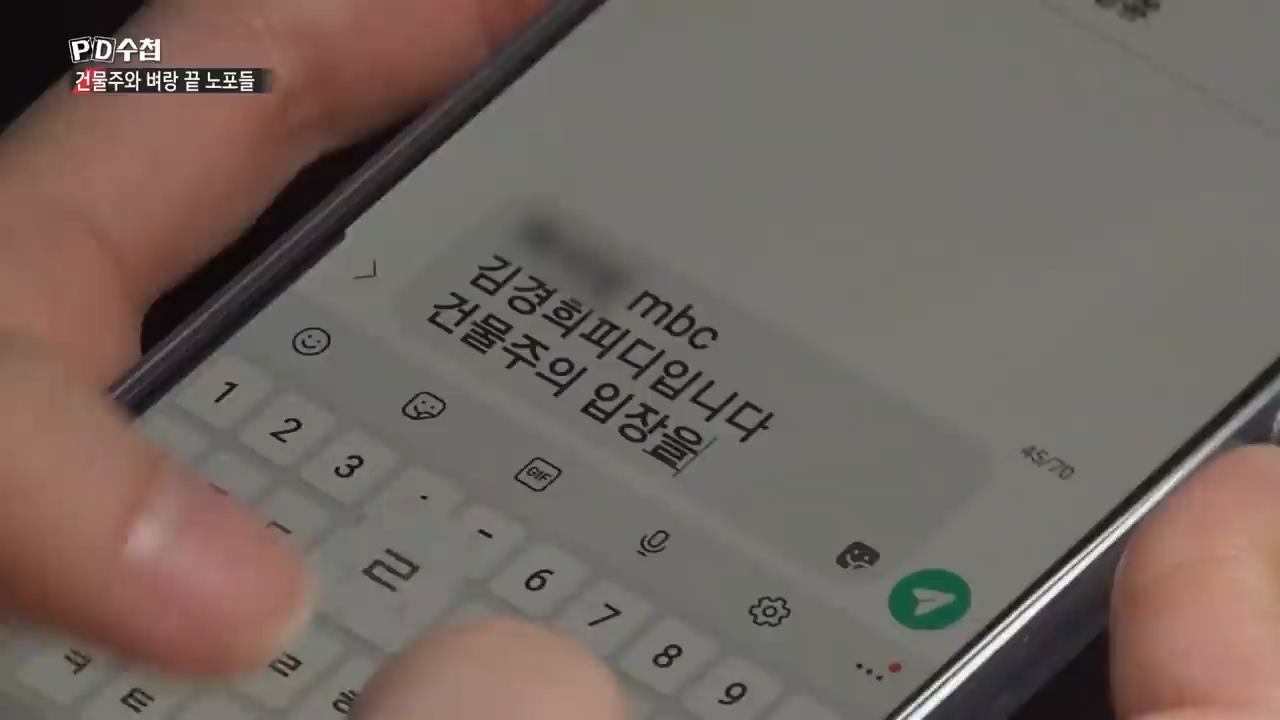 PD수첩
건물주와 벼랑 끝 노포들
mbc
김경희피디입니다
건물주의 입장을
45/70
GIF
1 2 3 6 7 8 9
ㄹ
ㅋ ㅌ ㄹ